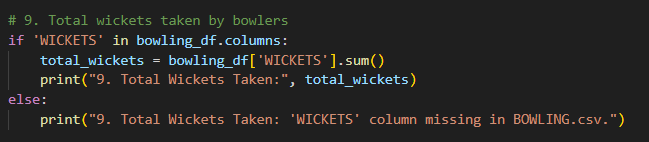 # 9. Total wickets taken by bowlers
if 'WICKETS' in bowling_df.columns:
    total_wickets = bowling_df['WICKETS'].sum()
    print("9. Total Wickets Taken:", total_wickets)
else:
    print("9. Total Wickets Taken: 'WICKETS' column missing in BOWLING.csv.")